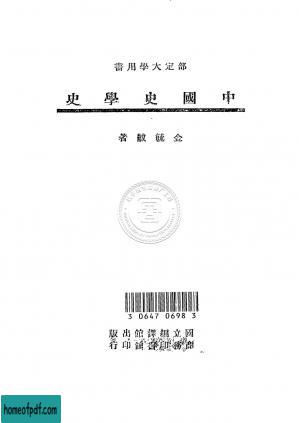 書用學大定部
史學史國中
著黻毓金
3 0647 0698 3
版出館譯編立國
行印館書印務商
homeofpdf.com